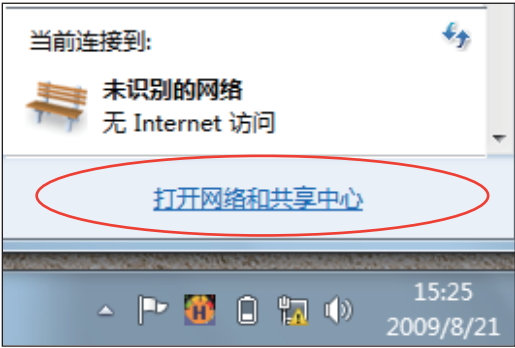 当前连接到:
未识别的网络
无 Internet 访问
打开网络和共享中心
H
15:25
2009/8/21